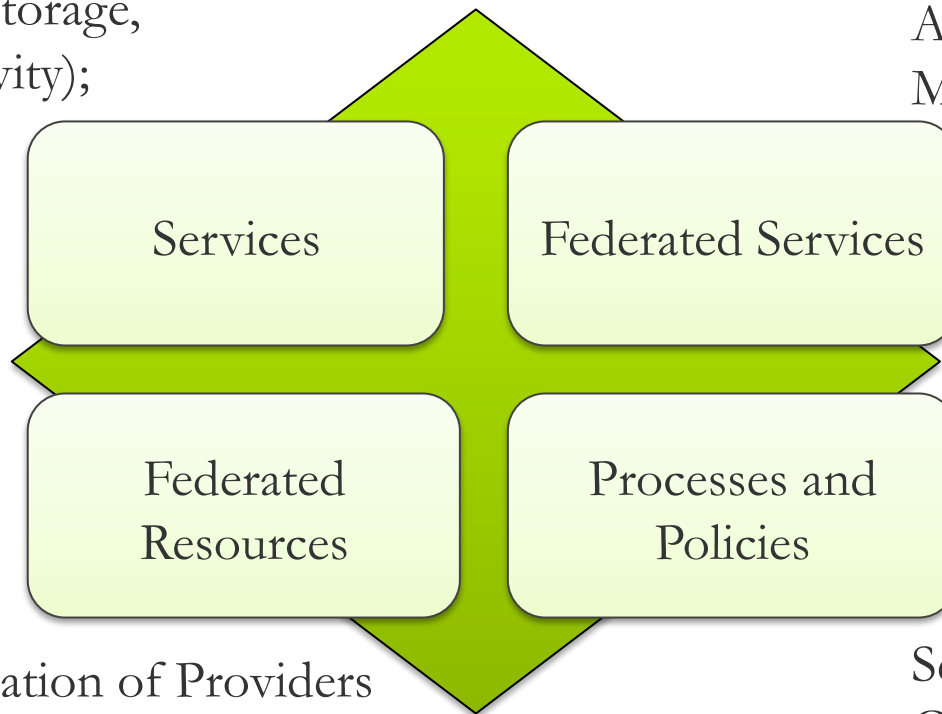 torage,
vity);
A
M
Services
Federated Services
Federated
Resources
Processes and
Policies
ation of Providers